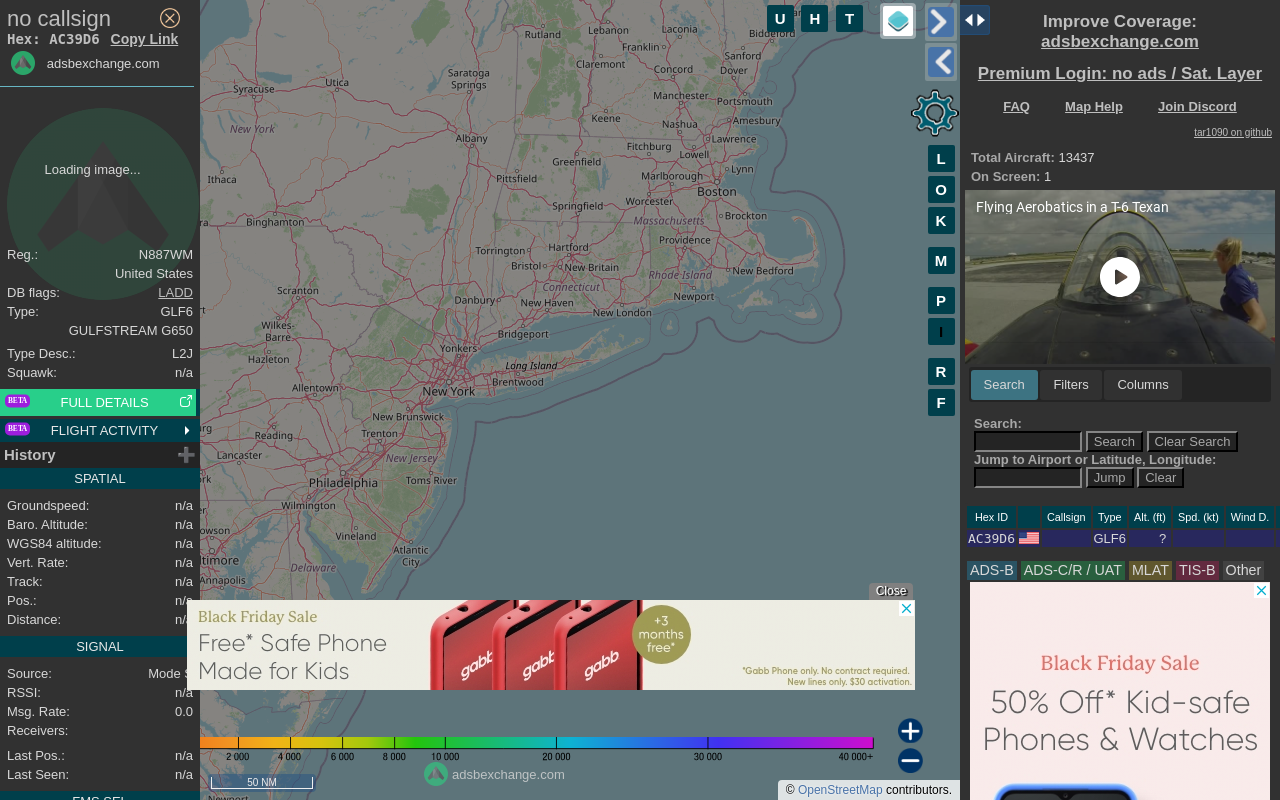 no callsign
Hex: AC39D6 Copy Link
adsbexchange.com
Loading image...
Reg.: N887WM
United States
DB flags: LADD
Type: GLF6
GULFSTREAM G650
Type Desc.: L2J
Squawk: n/a
BETA FULL DETAILS
BETA FLIGHT ACTIVITY
History
SPATIAL
Groundspeed: n/a
Baro. Altitude: n/a
WGS84 altitude: n/a
Vert. Rate: n/a
Track: n/a
Pos.: n/a
Distance: n/a
SIGNAL
Source: Mode S
RSSI: n/a
Msg. Rate: 0.0
Receivers:
Last Pos.: n/a
Last Seen: n/a
FMS SEL
U H T
L
O
K
M
P
I
R
F
Rutland
Lebanon
Laconia
Biddeford
Franklin
Claremont
Sanford
Concord
Dover
Saratoga
Springs
Utica
Syracuse
Manchester
Portsmouth
Keene
Nashua
Amesbury
New York
Albany
Lawrence
Fitchburg
Lowell
Greenfield
Lynn
Ithaca
Pittsfield
Marlborough
Boston
Worcester
Springfield
Binghamton
Massachusetts
Brockton
Providence
Torrington
Hartford
Bristol
New Britain
Rhode Island
New Bedford
Connecticut
Scranton
Danbury
New Haven
Newport
New London
Wilkes-
Barre
Bridgeport
Yonkers
Hazleton
Long Island
Brentwood
Allentown
New York
New Brunswick
Reading
Trenton
Lancaster
New Jersey
Philadelphia
Toms River
Wilmington
Vineland
Atlantic
City
Annapolis
Delaware
Close
Black Friday Sale
Free* Safe Phone
Made for Kids
gabb gabb gabb
+3
months
free*
*Gabb Phone only. No contract required.
New lines only. $30 activation.
2 000 4 000 6 000 8 000 10 000 20 000 30 000 40 000+
adsbexchange.com
50 NM
© OpenStreetMap contributors.
Improve Coverage:
adsbexchange.com
Premium Login: no ads / Sat. Layer
FAQ Map Help Join Discord
tar1090 on github
Total Aircraft: 13437
On Screen: 1
Flying Aerobatics in a T-6 Texan
Search Filters Columns
Search:
Search Clear Search
Jump to Airport or Latitude, Longitude:
Jump Clear
Hex ID Callsign Type Alt. (ft) Spd. (kt) Wind D.
AC39D6 GLF6 ?
ADS-B ADS-C/R / UAT MLAT TIS-B Other
Black Friday Sale
50% Off* Kid-safe
Phones & Watches